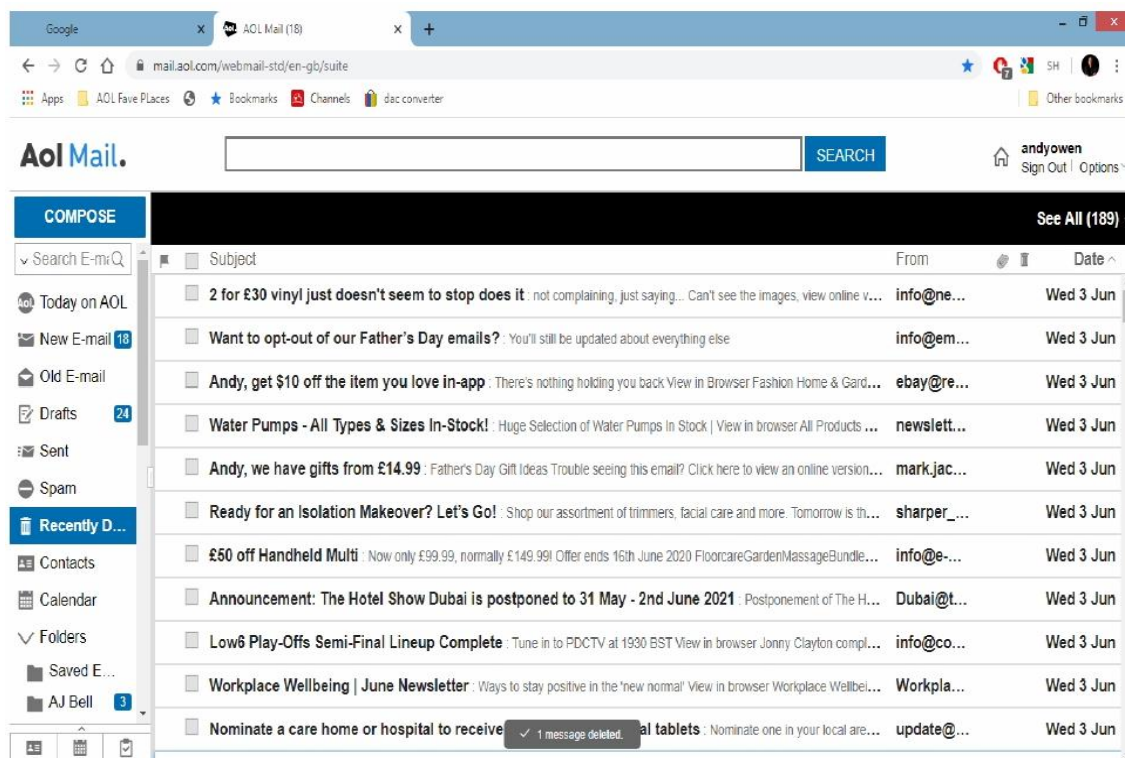 Google x AOL Mail (18) x +
mail.aol.com/webmail-std/en-gb/suite
7 SH
Apps AOL Fave PLaces Bookmarks Channels dac converter Other bookmarks
Aol Mail.
SEARCH
andyowen
Sign Out | Options
COMPOSE
See All (189)
Search E-ma
Subject From Date
Aol Today on AOL
New E-mail 18
Old E-mail
Drafts 24
Sent
Spam
Recently D...
Contacts
Calendar
Folders
Saved E...
AJ Bell 3
2 for £30 vinyl just doesn't seem to stop does it : not complaining, just saying... Can't see the images, view online v... info@ne... Wed 3 Jun
Want to opt-out of our Father's Day emails? : You'll still be updated about everything else info@em... Wed 3 Jun
Andy, get $10 off the item you love in-app : There's nothing holding you back View in Browser Fashion Home & Gard... ebay@re... Wed 3 Jun
Water Pumps - All Types & Sizes In-Stock! : Huge Selection of Water Pumps In Stock | View in browser All Products ... newslett... Wed 3 Jun
Andy, we have gifts from £14.99 : Father's Day Gift Ideas Trouble seeing this email? Click here to view an online version... mark.jac... Wed 3 Jun
Ready for an Isolation Makeover? Let's Go! : Shop our assortment of trimmers, facial care and more. Tomorrow is th... sharper_... Wed 3 Jun
£50 off Handheld Multi : Now only £99.99, normally £149.99! Offer ends 16th June 2020 FloorcareGardenMassageBundle... info@e-... Wed 3 Jun
Announcement: The Hotel Show Dubai is postponed to 31 May - 2nd June 2021 : Postponement of The H... Dubai@t... Wed 3 Jun
Low6 Play-Offs Semi-Final Lineup Complete : Tune in to PDCTV at 1930 BST View in browser Jonny Clayton compl... info@co... Wed 3 Jun
Workplace Wellbeing | June Newsletter : Ways to stay positive in the 'new normal' View in browser Workplace Wellbei... Workpla... Wed 3 Jun
Nominate a care home or hospital to receive al tablets : Nominate one in your local are... update@... Wed 3 Jun
1 message deleted.